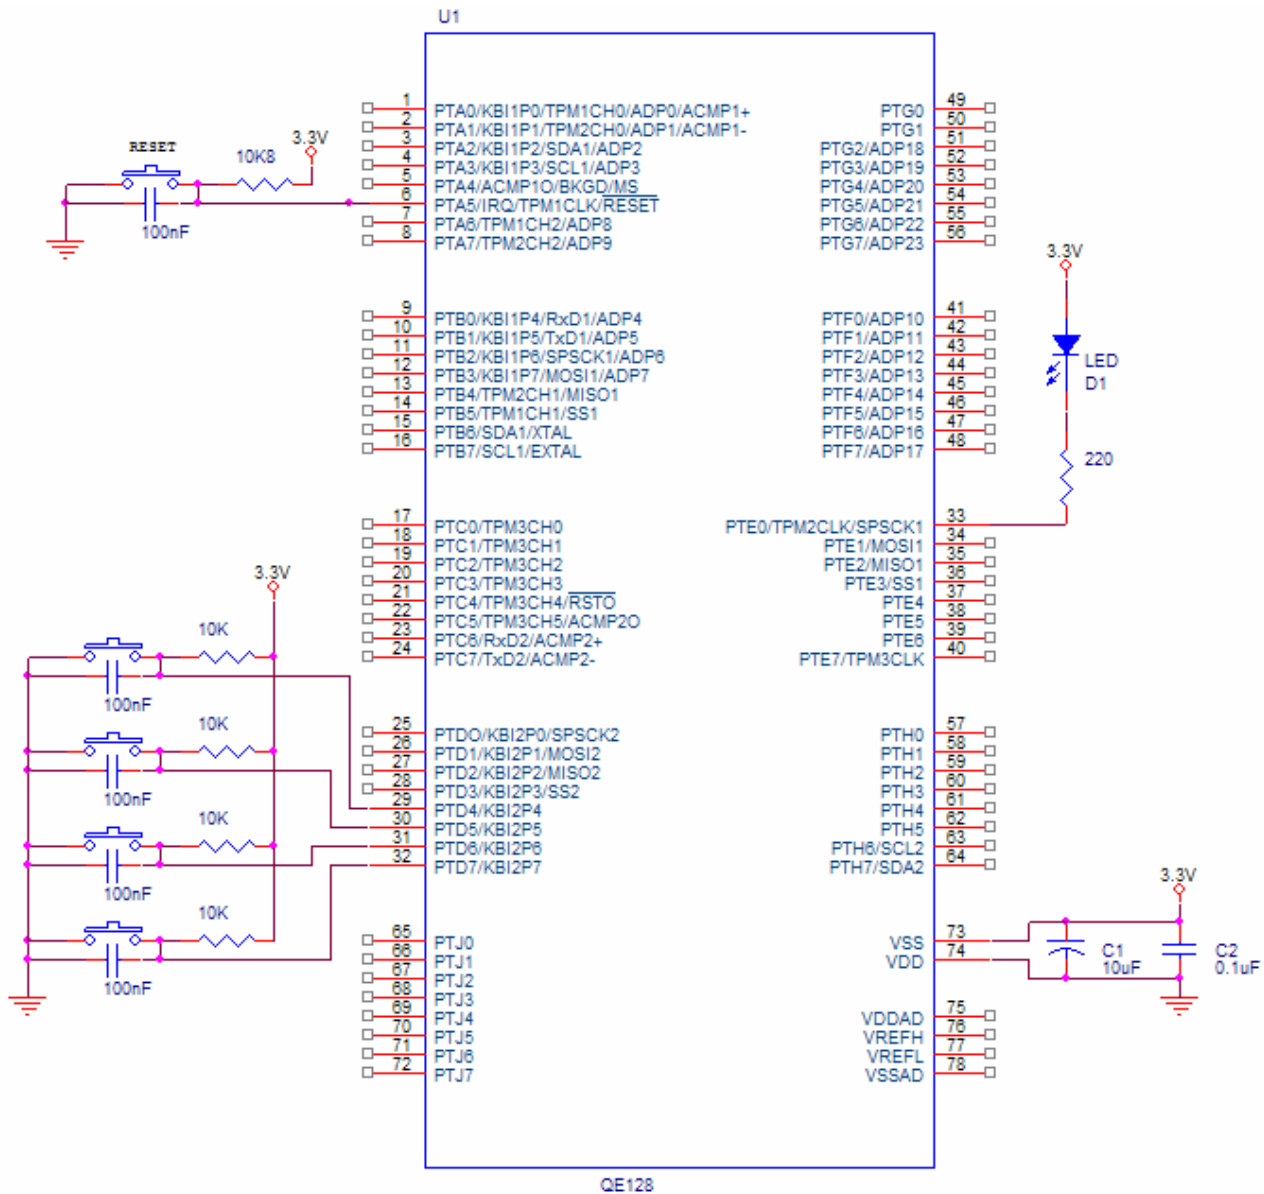 U1
1 PTA0/KBI1P0/TPM1CH0/ADP0/ACMP1+
2 PTA1/KBI1P1/TPM2CH0/ADP1/ACMP1-
3 PTA2/KBI1P2/SDA1/ADP2
4 PTA3/KBI1P3/SCL1/ADP3
5 PTA4/ACMP1O/BKGD/MS
6 PTA5/IRQ/TPM1CLK/RESET
7 PTA6/TPM1CH2/ADP8
8 PTA7/TPM2CH2/ADP9
PTG0 49
PTG1 50
PTG2/ADP18 51
PTG3/ADP19 52
PTG4/ADP20 53
PTG5/ADP21 54
PTG6/ADP22 55
PTG7/ADP23 56
RESET
10K8
3.3V
100nF
9 PTB0/KBI1P4/RxD1/ADP4
10 PTB1/KBI1P5/TxD1/ADP5
11 PTB2/KBI1P6/SPSCK1/ADP6
12 PTB3/KBI1P7/MOSI1/ADP7
13 PTB4/TPM2CH1/MISO1
14 PTB5/TPM1CH1/SS1
15 PTB6/SDA1/XTAL
16 PTB7/SCL1/EXTAL
PTF0/ADP10 41
PTF1/ADP11 42
PTF2/ADP12 43
PTF3/ADP13 44
PTF4/ADP14 45
PTF5/ADP15 46
PTF6/ADP16 47
PTF7/ADP17 48
3.3V
LED
D1
220
17 PTC0/TPM3CH0
18 PTC1/TPM3CH1
19 PTC2/TPM3CH2
20 PTC3/TPM3CH3
21 PTC4/TPM3CH4/RSTO
22 PTC5/TPM3CH5/ACMP2O
23 PTC6/RxD2/ACMP2+
24 PTC7/TxD2/ACMP2-
PTE0/TPM2CLK/SPSCK1 33
PTE1/MOSI1 34
PTE2/MISO1 35
PTE3/SS1 36
PTE4 37
PTE5 38
PTE6 39
PTE7/TPM3CLK 40
3.3V
10K
100nF
10K
100nF
10K
100nF
10K
100nF
25 PTDO/KBI2P0/SPSCK2
26 PTD1/KBI2P1/MOSI2
27 PTD2/KBI2P2/MISO2
28 PTD3/KBI2P3/SS2
29 PTD4/KBI2P4
30 PTD5/KBI2P5
31 PTD6/KBI2P6
32 PTD7/KBI2P7
PTH0 57
PTH1 58
PTH2 59
PTH3 60
PTH4 61
PTH5 62
PTH6/SCL2 63
PTH7/SDA2 64
65 PTJ0
66 PTJ1
67 PTJ2
68 PTJ3
69 PTJ4
70 PTJ5
71 PTJ6
72 PTJ7
VSS 73
VDD 74
3.3V
C1
10uF
C2
0.1uF
VDDAD 75
VREFH 76
VREFL 77
VSSAD 78
QE128